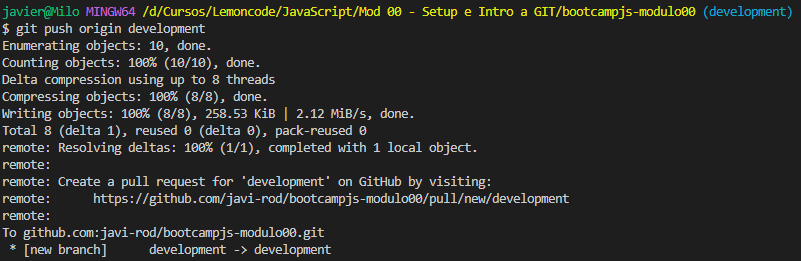 javier@Milo MINGW64 /d/Cursos/Lemoncode/JavaScript/Mod 00 - Setup e Intro a GIT/bootcampjs-modulo00 (development)
$ git push origin development
Enumerating objects: 10, done.
Counting objects: 100% (10/10), done.
Delta compression using up to 8 threads
Compressing objects: 100% (8/8), done.
Writing objects: 100% (8/8), 258.53 KiB | 2.12 MiB/s, done.
Total 8 (delta 1), reused 0 (delta 0), pack-reused 0
remote: Resolving deltas: 100% (1/1), completed with 1 local object.
remote:
remote: Create a pull request for 'development' on GitHub by visiting:
remote:      https://github.com/javi-rod/bootcampjs-modulo00/pull/new/development
remote:
To github.com:javi-rod/bootcampjs-modulo00.git
 * [new branch]      development -> development